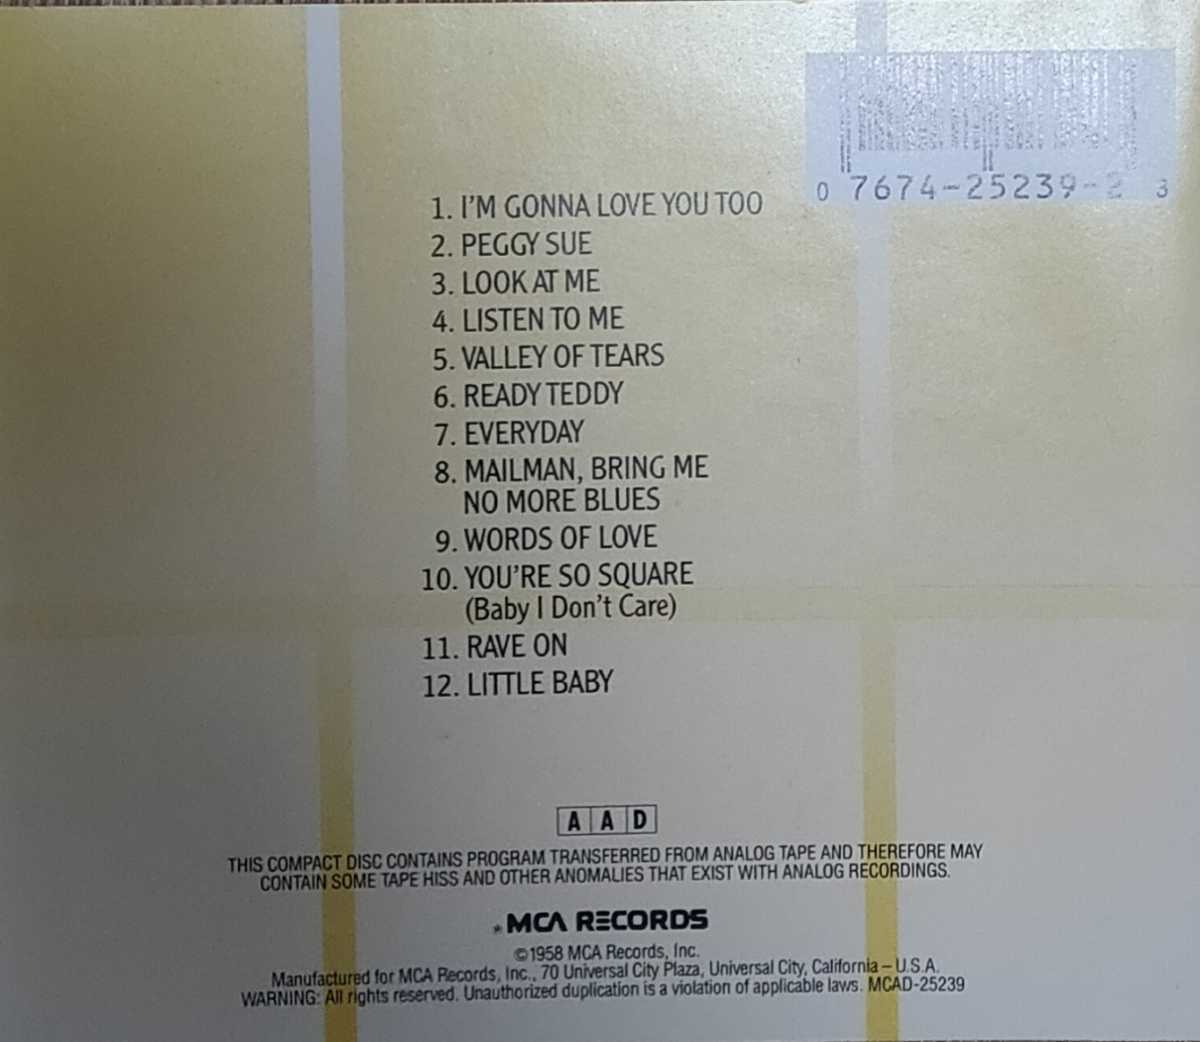 0 7674-25239-2 3
1. I'M GONNA LOVE YOU TOO
2. PEGGY SUE
3. LOOK AT ME
4. LISTEN TO ME
5. VALLEY OF TEARS
6. READY TEDDY
7. EVERYDAY
8. MAILMAN, BRING ME
NO MORE BLUES
9. WORDS OF LOVE
10. YOU'RE SO SQUARE
(Baby I Don't Care)
11. RAVE ON
12. LITTLE BABY
A A D
THIS COMPACT DISC CONTAINS PROGRAM TRANSFERRED FROM ANALOG TAPE AND THEREFORE MAY
CONTAIN SOME TAPE HISS AND OTHER ANOMALIES THAT EXIST WITH ANALOG RECORDINGS.
MCA RECORDS
©1958 MCA Records, Inc.
Manufactured for MCA Records, Inc., 70 Universal City Plaza, Universal City, California – U.S.A.
WARNING: All rights reserved. Unauthorized duplication is a violation of applicable laws. MCAD-25239